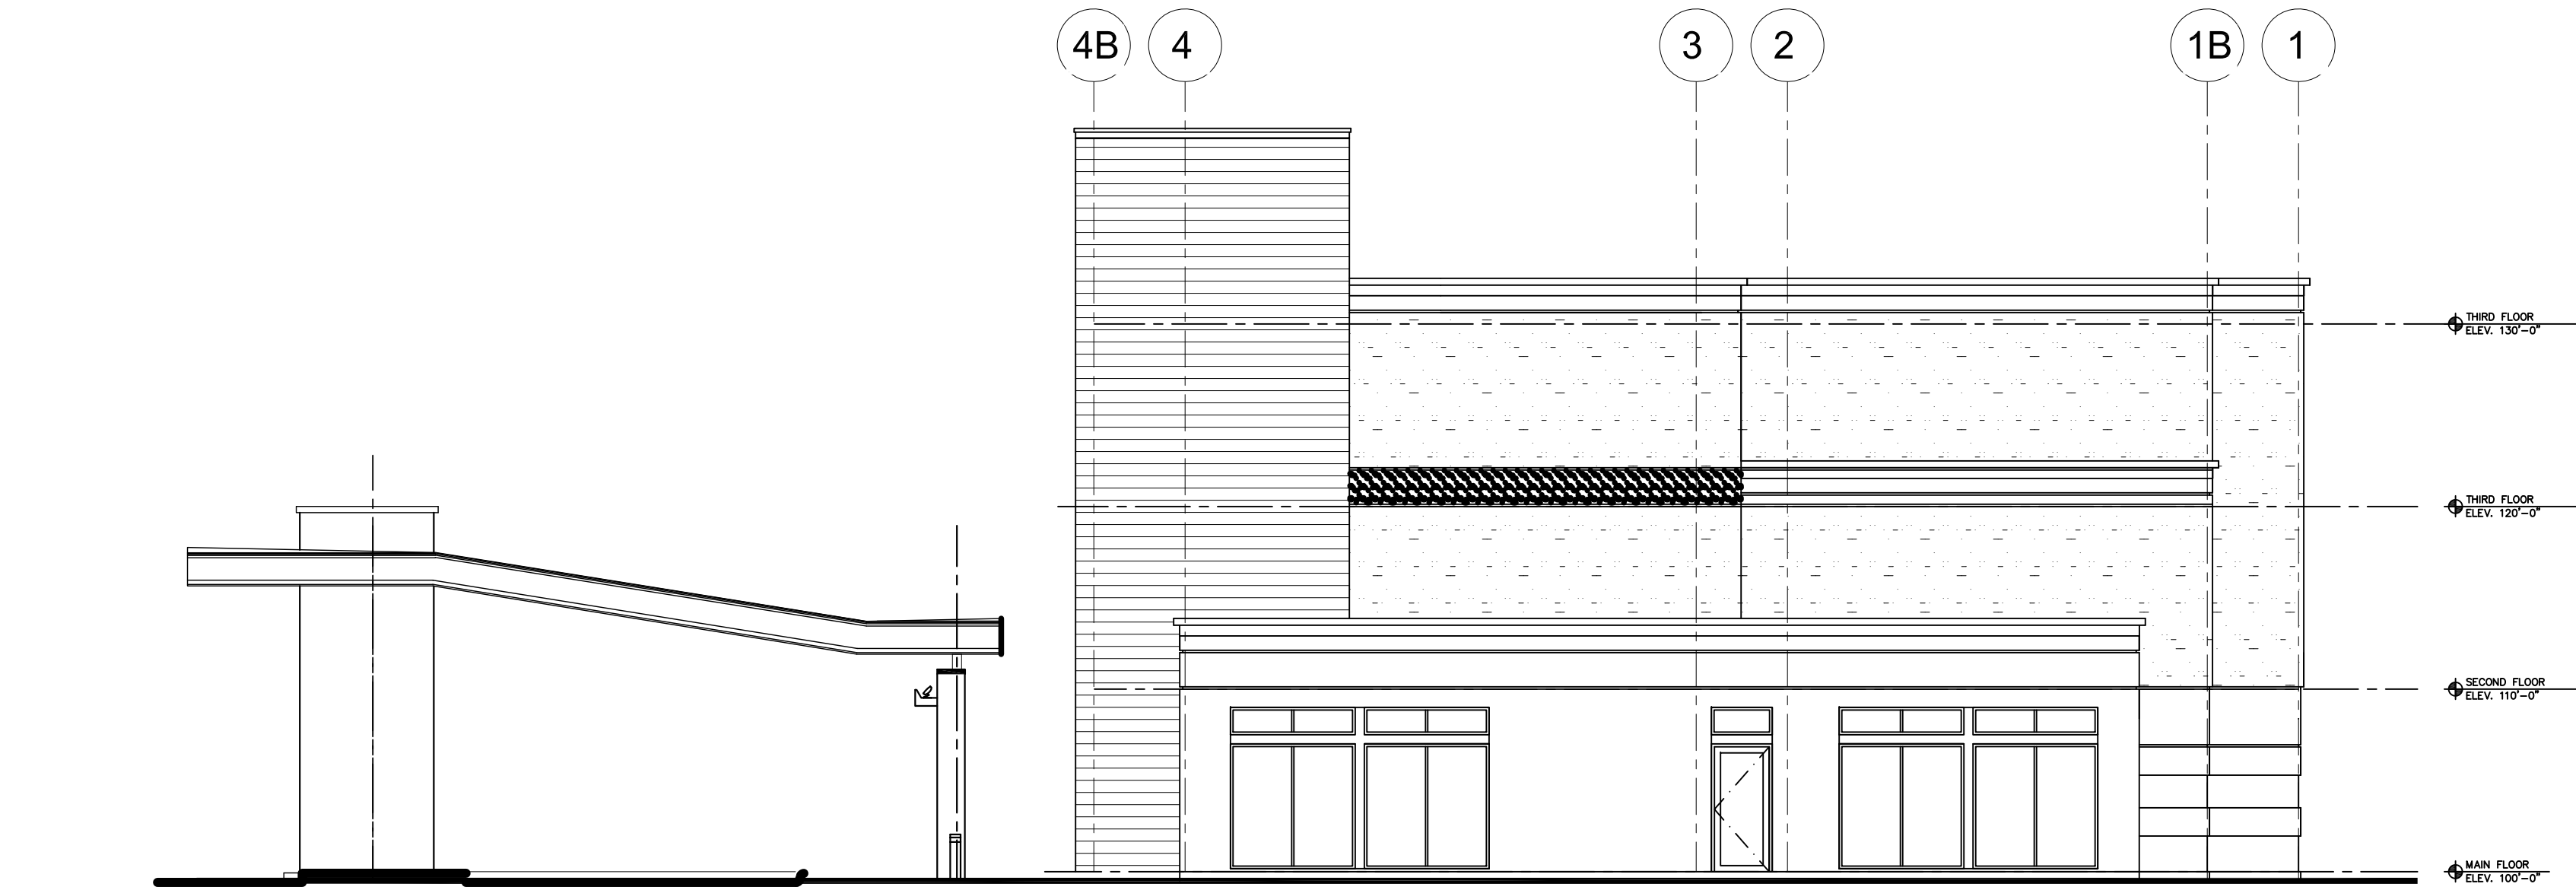 4B 4 3 2 1B 1
THIRD FLOOR
ELEV. 130'-0"
THIRD FLOOR
ELEV. 120'-0"
SECOND FLOOR
ELEV. 110'-0"
MAIN FLOOR
ELEV. 100'-0"